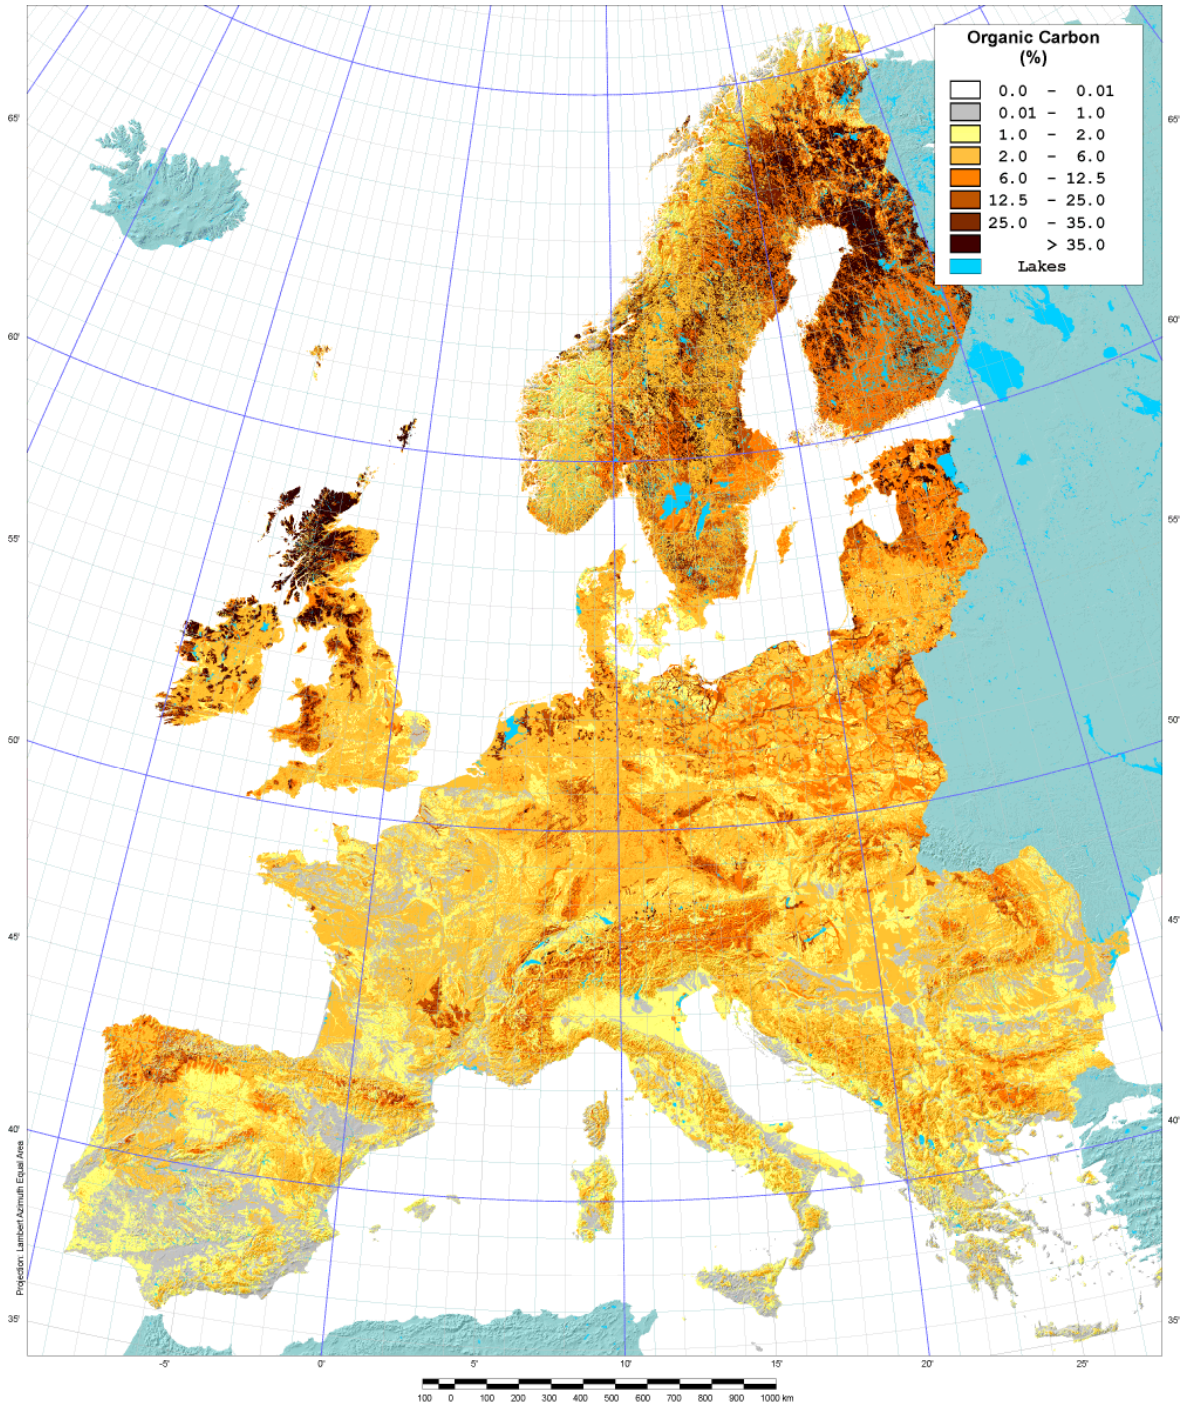 Organic Carbon
(%)
0.0 - 0.01
0.01 - 1.0
1.0 - 2.0
2.0 - 6.0
6.0 - 12.5
12.5 - 25.0
25.0 - 35.0
> 35.0
Lakes
65'
65'
60'
60'
55'
55'
50'
50'
45'
45'
40'
40'
35'
35'
Projection: Lambert Azimuth Equal Area
-5' 0' 5' 10' 15' 20' 25'
100 0 100 200 300 400 500 600 700 800 900 1000 km